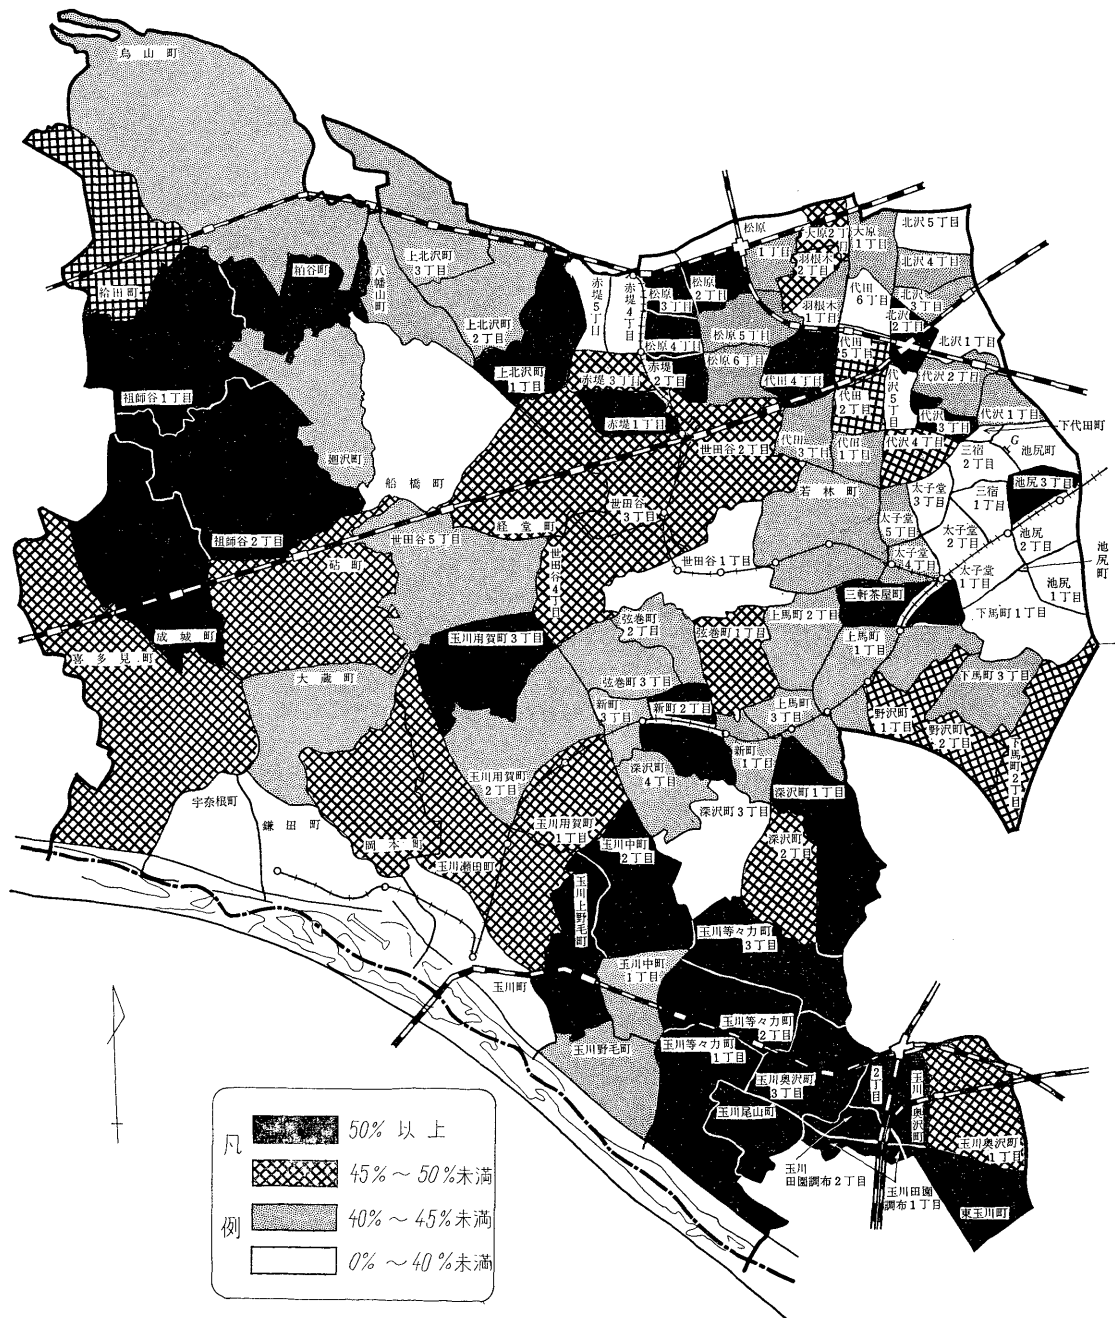 烏山町
給田町
粕谷町
八幡山町
上北沢町
3丁目
上北沢町
2丁目
上北沢町
1丁目
祖師谷1丁目
廻沢町
船橋町
祖師谷2丁目
成城町
喜多見町
砧町
大蔵町
宇奈根町
鎌田町
岡本町
玉川瀬田町
松原
1丁目
松原
2丁目
松原
3丁目
松原4丁目
松原5丁目
松原6丁目
赤堤5丁目
赤堤4丁目
赤堤3丁目
赤堤
2丁目
赤堤1丁目
大原2丁目
大原
1丁目
羽根木
2丁目
羽根木
1丁目
北沢5丁目
北沢4丁目
北沢
3丁目
北沢
2丁目
北沢1丁目
代田
6丁目
代田
5丁目
代田4丁目
代田
3丁目
代田
2丁目
代田
1丁目
代沢5丁目
代沢4丁目
代沢
3丁目
代沢2丁目
代沢1丁目
下代田町
池尻町
池尻3丁目
池尻
2丁目
池尻
1丁目
池尻町
三宿
2丁目
三宿
1丁目
太子堂
3丁目
太子堂
5丁目
太子堂
4丁目
太子堂
2丁目
太子堂
1丁目
若林町
世田谷2丁目
世田谷
3丁目
世田谷1丁目
世田谷4丁目
世田谷5丁目
経堂町
三軒茶屋町
下馬町1丁目
下馬町3丁目
下馬町2丁目
上馬町2丁目
上馬町
1丁目
上馬町
3丁目
野沢町
1丁目
野沢町
2丁目
弦巻町
2丁目
弦巻町1丁目
弦巻町3丁目
新町2丁目
新町
3丁目
新町
1丁目
玉川用賀町3丁目
玉川用賀町
2丁目
玉川用賀町
1丁目
深沢町
4丁目
深沢町3丁目
深沢町1丁目
深沢町
2丁目
玉川中町
2丁目
玉川上野毛町
玉川中町
1丁目
玉川町
玉川野毛町
玉川等々力町
3丁目
玉川等々力町
2丁目
玉川等々力町
1丁目
玉川奥沢町
3丁目
玉川尾山町
玉川奥沢町
2丁目
玉川奥沢町
1丁目
玉川
田園調布2丁目
玉川田園
調布1丁目
東玉川町
凡例
50%以上
45%～50%未満
40%～45%未満
0%～40%未満